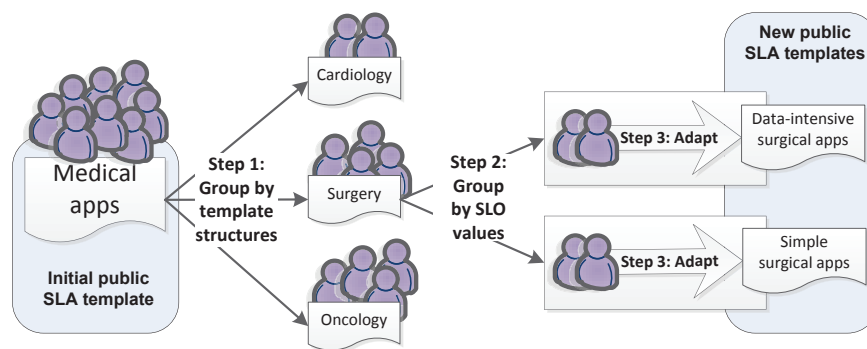 Medical
apps
Initial public
SLA template
Step 1:
Group by
template
structures
Cardiology
Surgery
Oncology
Step 2:
Group
by SLO
values
New public
SLA templates
Step 3: Adapt
Data-intensive
surgical apps
Step 3: Adapt
Simple
surgical apps